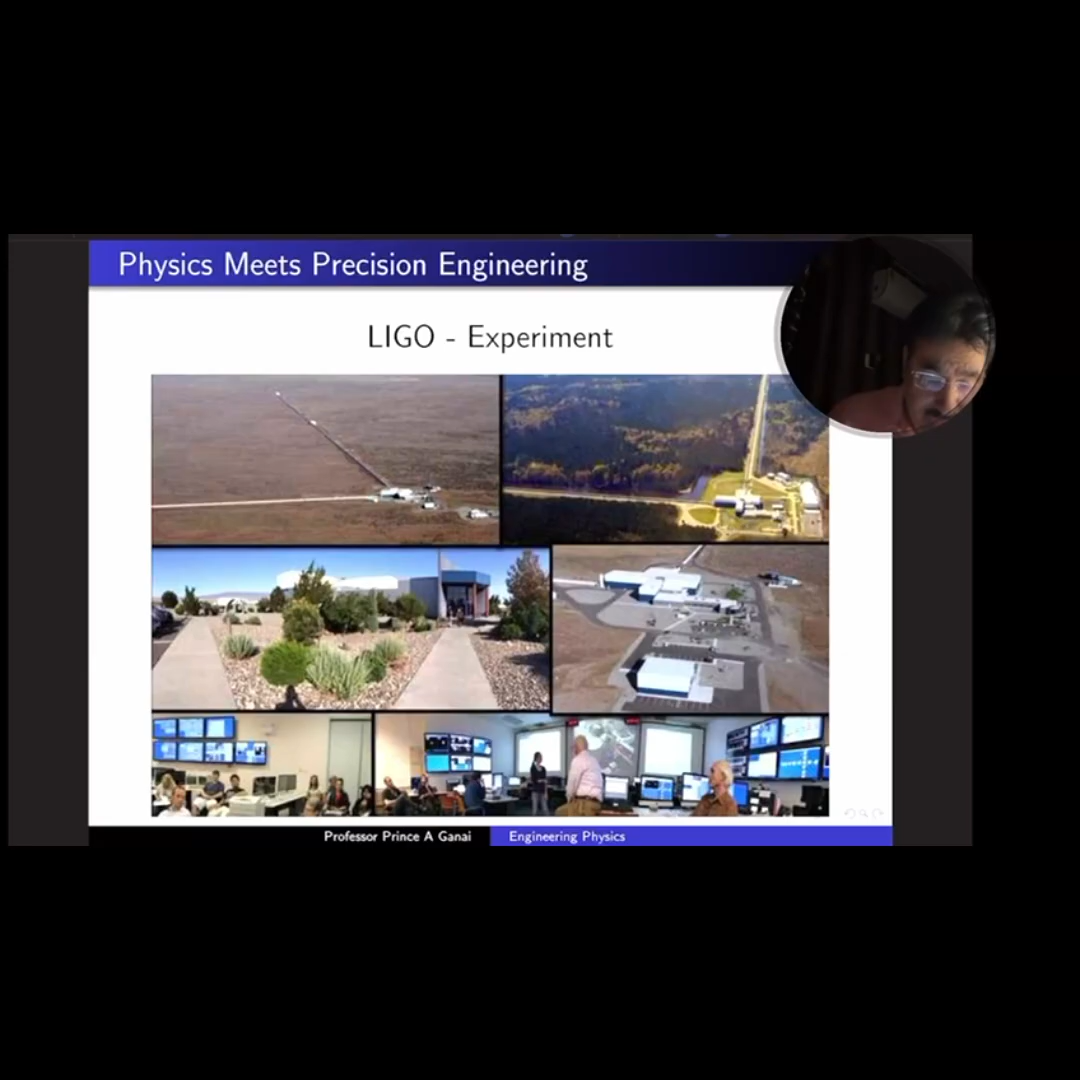 Physics Meets Precision Engineering
LIGO - Experiment
Professor Prince A Ganai
Engineering Physics